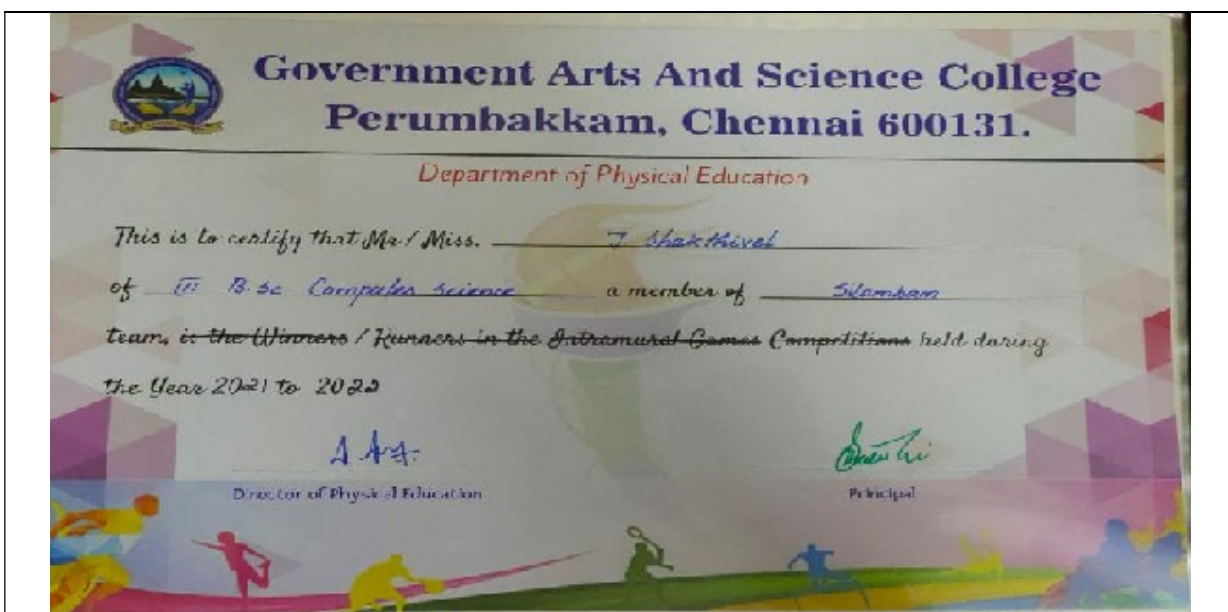 Government Arts And Science College
Perumbakkam, Chennai 600131.
Department of Physical Education
This is to certify that Mr / Miss. J Shakthivel
of III B.sc Computer science a member of Silambam
team, is the Winners / Runners in the Intramural Games Competitions held during
the Year 2021 to 2022
Director of Physical Education Principal